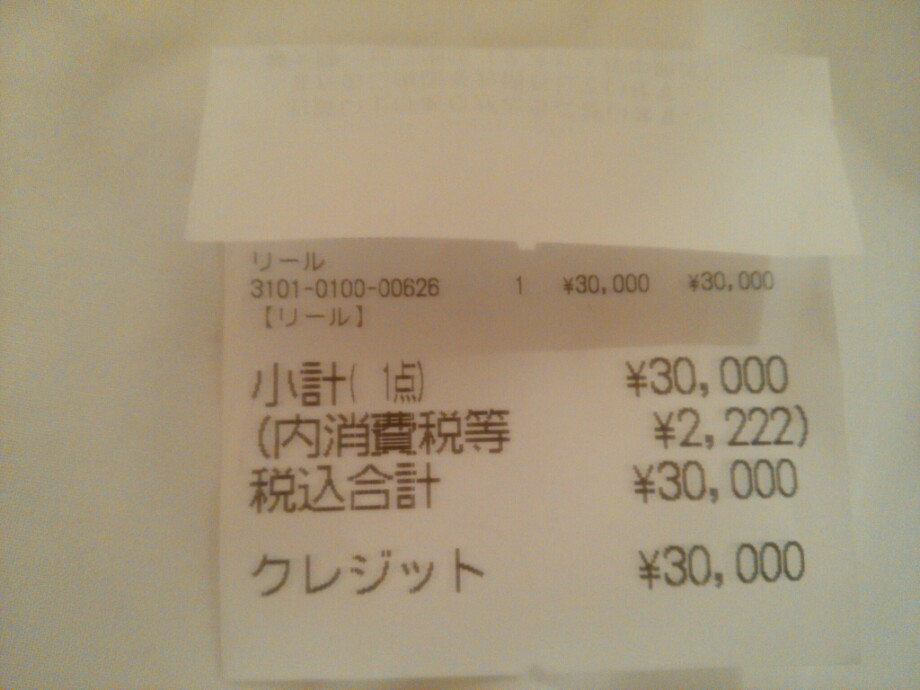 リール
3101-0100-00626 1 ¥30,000 ¥30,000
【リール】
小計( 1点) ¥30,000
(内消費税等 ¥2,222)
税込合計 ¥30,000
クレジット ¥30,000